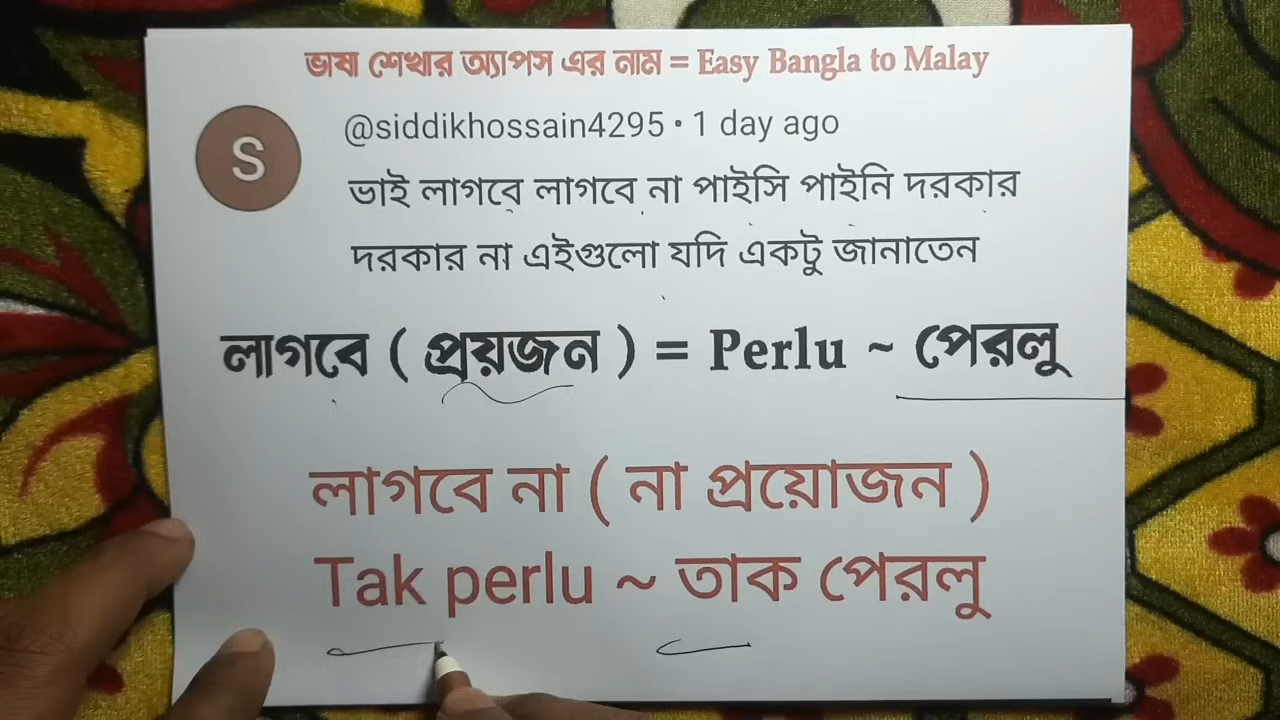 ভাষা শেখার অ্যাপস এর নাম = Easy Bangla to Malay
S
@siddikhossain4295 • 1 day ago
ভাই লাগবে লাগবে না পাইসি পাইনি দরকার
দরকার না এইগুলো যদি একটু জানাতেন
লাগবে ( প্রয়জন ) = Perlu ~ পেরলু
লাগবে না ( না প্রয়োজন )
Tak perlu ~ তাক পেরলু